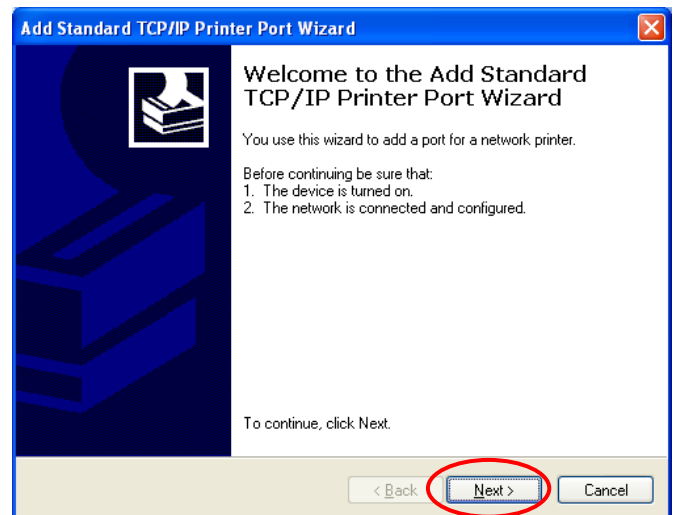 Add Standard TCP/IP Printer Port Wizard
Welcome to the Add Standard
TCP/IP Printer Port Wizard
You use this wizard to add a port for a network printer.
Before continuing be sure that:
1. The device is turned on.
2. The network is connected and configured.
To continue, click Next.
< Back
Next >
Cancel